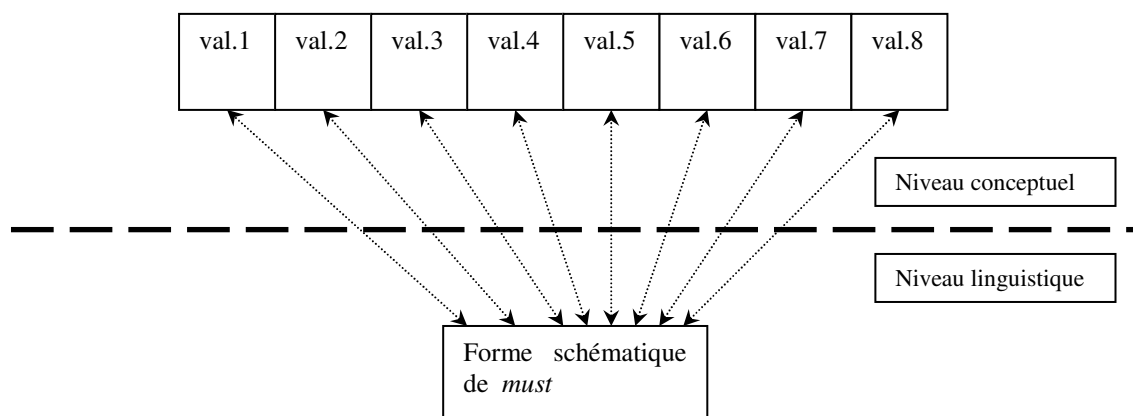 val.1 val.2 val.3 val.4 val.5 val.6 val.7 val.8
Niveau conceptuel
Niveau linguistique
Forme schématique
de must